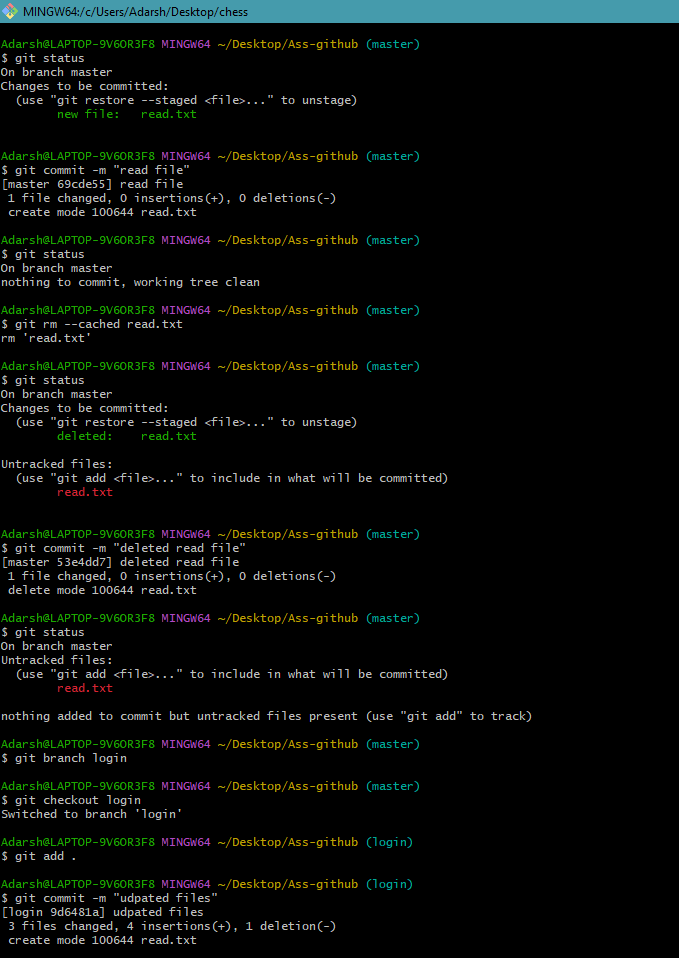 MINGW64:/c/Users/Adarsh/Desktop/chess
Adarsh@LAPTOP-9V6OR3F8 MINGW64 ~/Desktop/Ass-github (master)
$ git status
On branch master
Changes to be committed:
  (use "git restore --staged <file>..." to unstage)
        new file:   read.txt
Adarsh@LAPTOP-9V6OR3F8 MINGW64 ~/Desktop/Ass-github (master)
$ git commit -m "read file"
[master 69cde55] read file
 1 file changed, 0 insertions(+), 0 deletions(-)
 create mode 100644 read.txt
Adarsh@LAPTOP-9V6OR3F8 MINGW64 ~/Desktop/Ass-github (master)
$ git status
On branch master
nothing to commit, working tree clean
Adarsh@LAPTOP-9V6OR3F8 MINGW64 ~/Desktop/Ass-github (master)
$ git rm --cached read.txt
rm 'read.txt'
Adarsh@LAPTOP-9V6OR3F8 MINGW64 ~/Desktop/Ass-github (master)
$ git status
On branch master
Changes to be committed:
  (use "git restore --staged <file>..." to unstage)
        deleted:    read.txt
Untracked files:
  (use "git add <file>..." to include in what will be committed)
        read.txt
Adarsh@LAPTOP-9V6OR3F8 MINGW64 ~/Desktop/Ass-github (master)
$ git commit -m "deleted read file"
[master 53e4dd7] deleted read file
 1 file changed, 0 insertions(+), 0 deletions(-)
 delete mode 100644 read.txt
Adarsh@LAPTOP-9V6OR3F8 MINGW64 ~/Desktop/Ass-github (master)
$ git status
On branch master
Untracked files:
  (use "git add <file>..." to include in what will be committed)
        read.txt
nothing added to commit but untracked files present (use "git add" to track)
Adarsh@LAPTOP-9V6OR3F8 MINGW64 ~/Desktop/Ass-github (master)
$ git branch login
Adarsh@LAPTOP-9V6OR3F8 MINGW64 ~/Desktop/Ass-github (master)
$ git checkout login
Switched to branch 'login'
Adarsh@LAPTOP-9V6OR3F8 MINGW64 ~/Desktop/Ass-github (login)
$ git add .
Adarsh@LAPTOP-9V6OR3F8 MINGW64 ~/Desktop/Ass-github (login)
$ git commit -m "udpated files"
[login 9d6481a] udpated files
 3 files changed, 4 insertions(+), 1 deletion(-)
 create mode 100644 read.txt